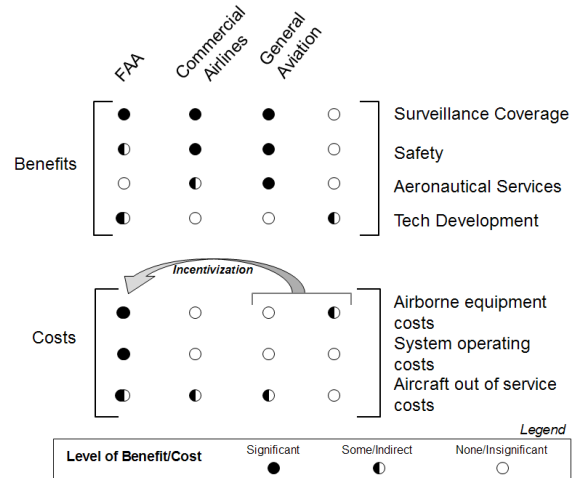 FAA
Commercial
Airlines
General
Aviation
Benefits
Surveillance Coverage
Safety
Aeronautical Services
Tech Development
Incentivization
Costs
Airborne equipment
costs
System operating
costs
Aircraft out of service
costs
Legend
Level of Benefit/Cost
Significant
Some/Indirect
None/Insignificant